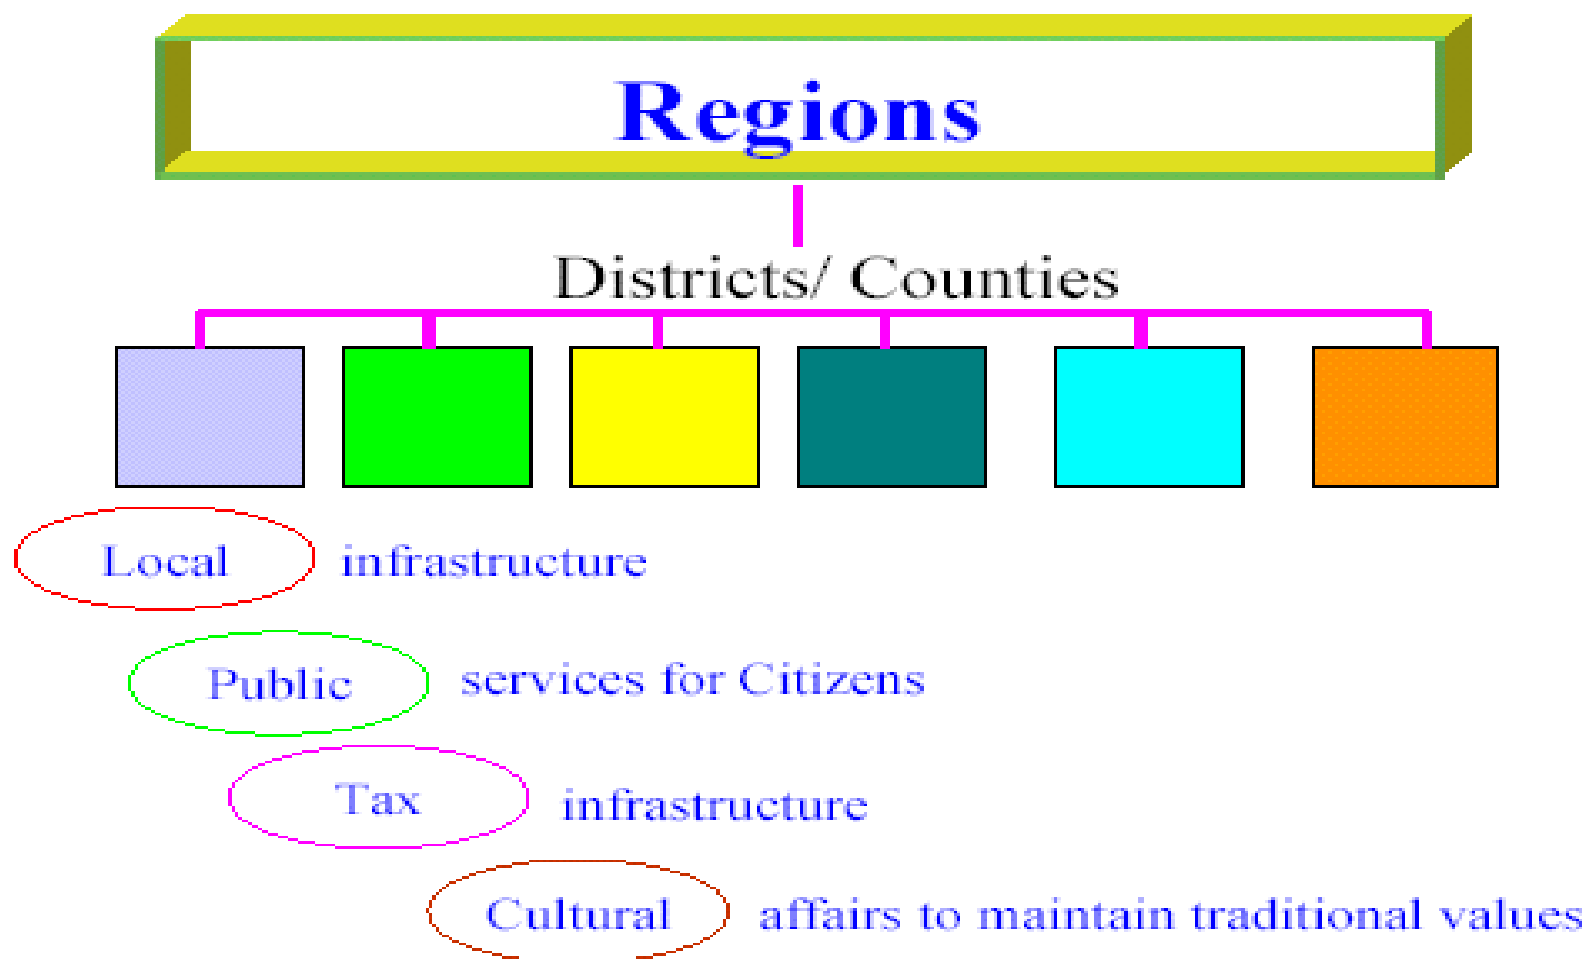 Regions
Districts/ Counties
Local infrastructure
Public services for Citizens
Tax infrastructure
Cultural affairs to maintain traditional values